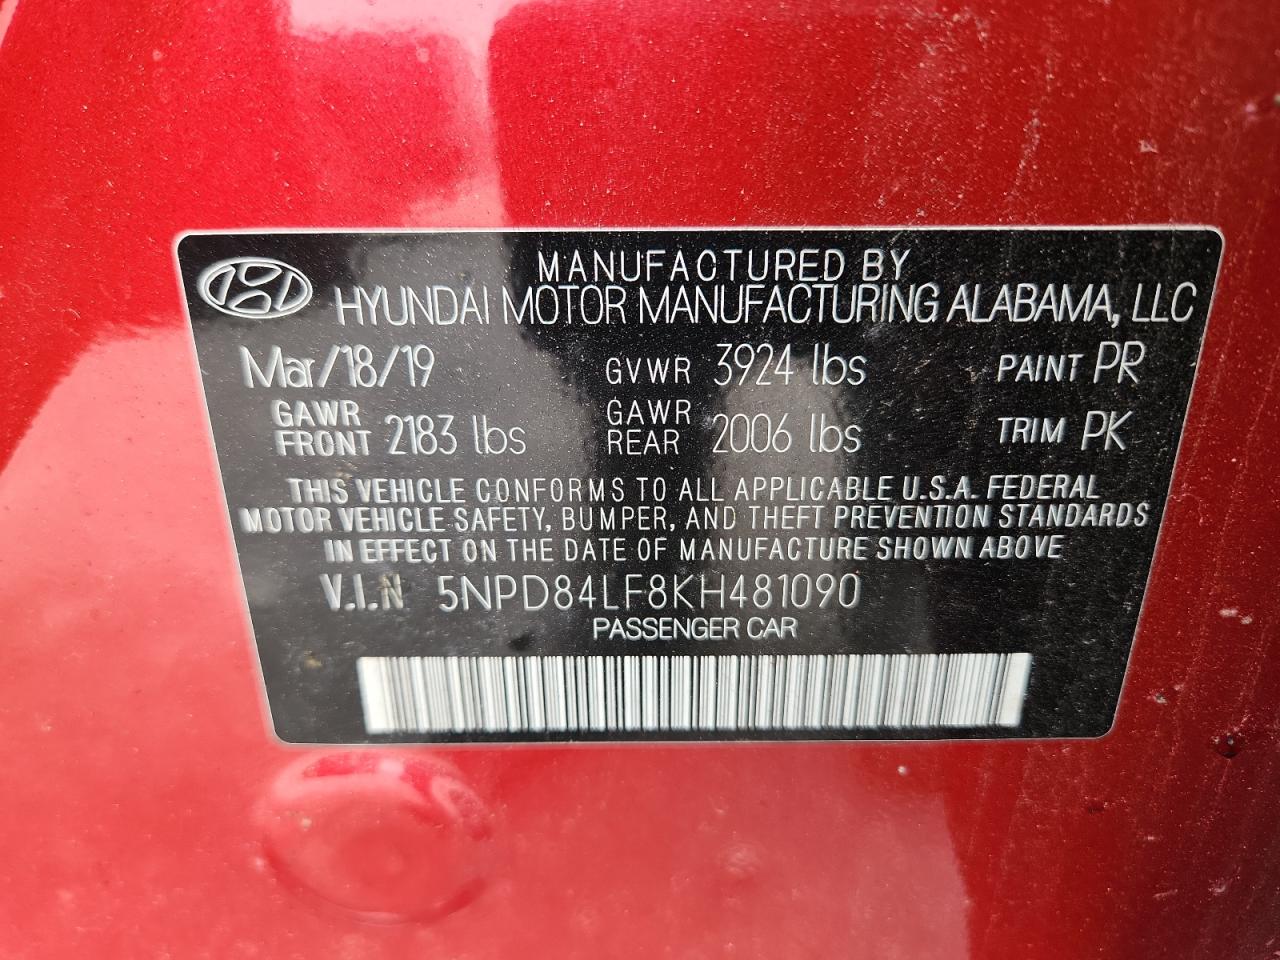 MANUFACTURED BY
HYUNDAI MOTOR MANUFACTURING ALABAMA, LLC
Mar/18/19 GVWR 3924 lbs PAINT PR
GAWR FRONT 2183 lbs GAWR REAR 2006 lbs TRIM PK
THIS VEHICLE CONFORMS TO ALL APPLICABLE U.S.A. FEDERAL
MOTOR VEHICLE SAFETY, BUMPER, AND THEFT PREVENTION STANDARDS
IN EFFECT ON THE DATE OF MANUFACTURE SHOWN ABOVE
V.I.N 5NPD84LF8KH481090
PASSENGER CAR